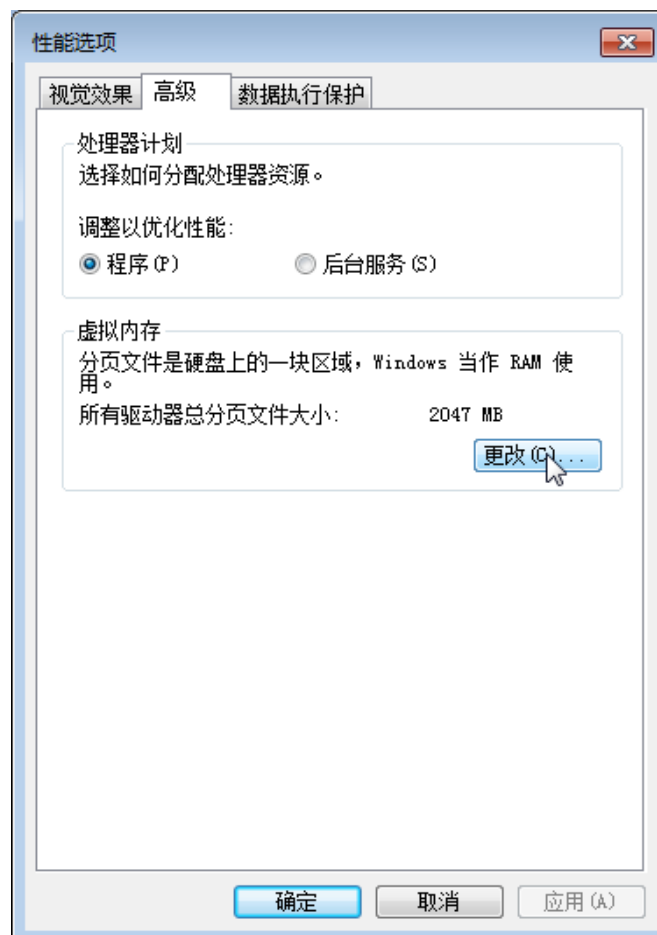 性能选项
视觉效果 高级 数据执行保护
处理器计划
选择如何分配处理器资源。
调整以优化性能:
程序(P) 后台服务(S)
虚拟内存
分页文件是硬盘上的一块区域，Windows 当作 RAM 使
用。
所有驱动器总分页文件大小: 2047 MB
更改(C)...
确定 取消 应用(A)